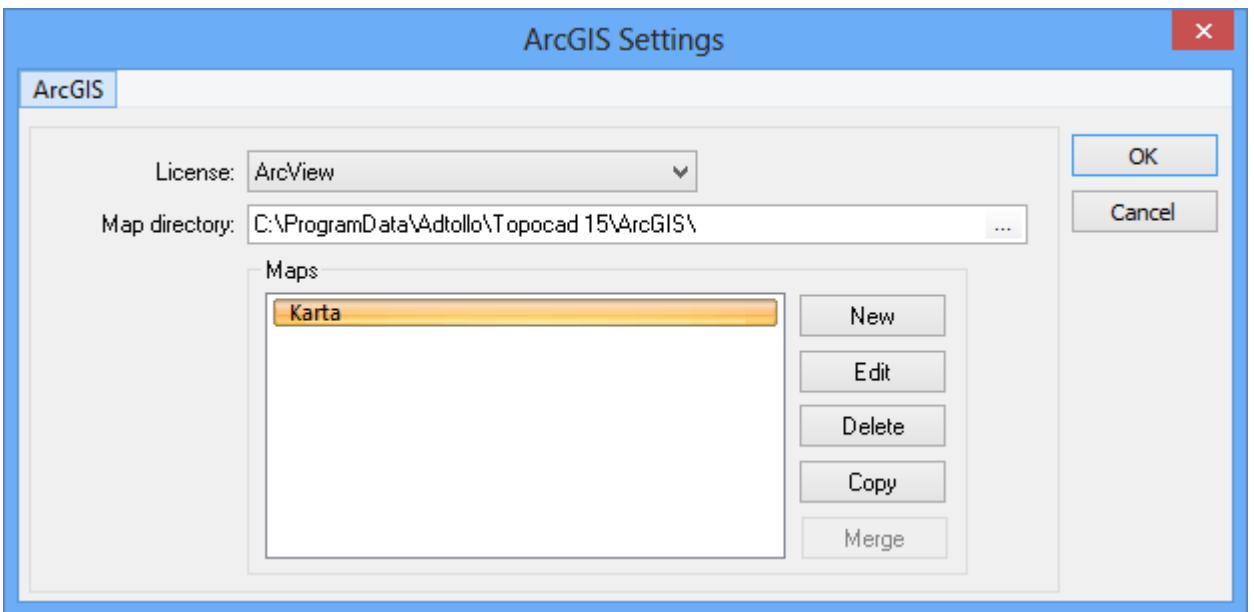 ArcGIS Settings
ArcGIS
License: ArcView
OK
Map directory: C:\ProgramData\Adtollo\Topocad 15\ArcGIS\ ...
Cancel
Maps
Karta
New
Edit
Delete
Copy
Merge